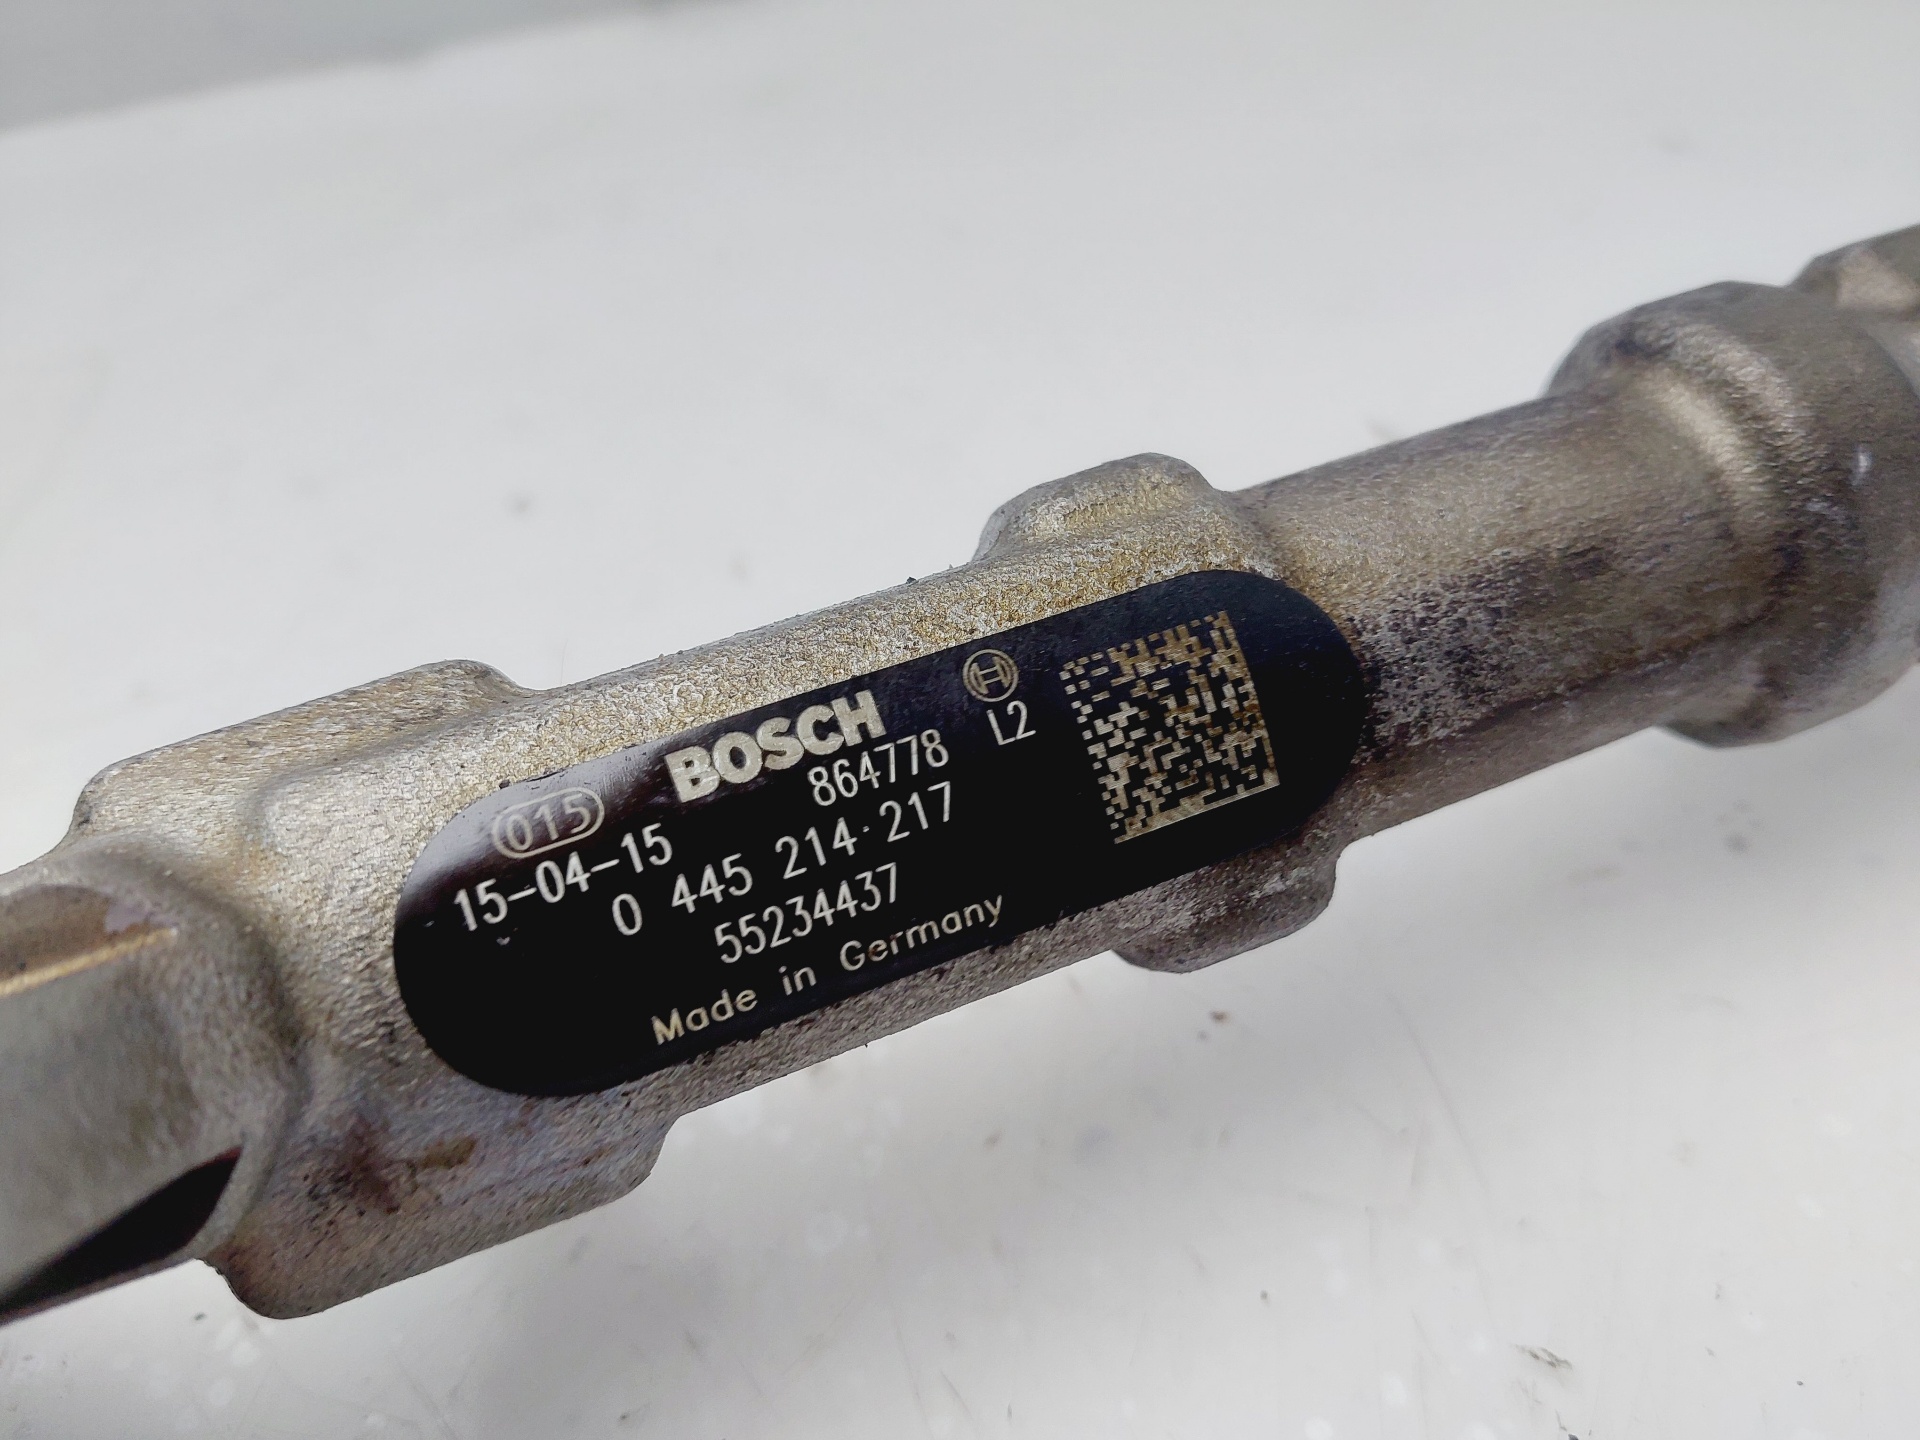 BOSCH
015
864778 L2
15-04-15
0 445 214 217
55234437
Made in Germany